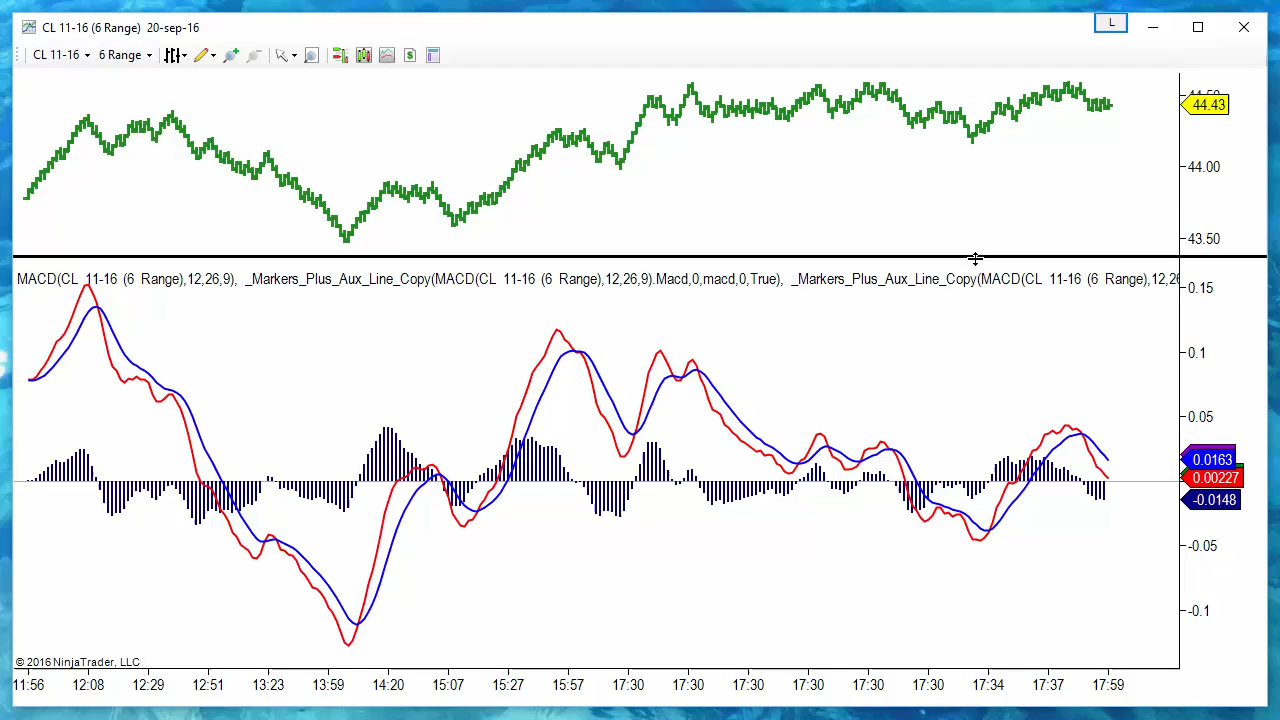 CL 11-16 (6 Range) 20-sep-16
L
CL 11-16 6 Range
$
44.50
44.43
44.00
43.50
MACD(CL 11-16 (6 Range),12,26,9), _Markers_Plus_Aux_Line_Copy(MACD(CL 11-16 (6 Range),12,26,9).Macd,0,macd,0,True), _Markers_Plus_Aux_Line_Copy(MACD(CL 11-16 (6 Range),12,26
0.15
0.1
0.05
0.0163
0.00227
-0.0148
-0.05
-0.1
© 2016 NinjaTrader, LLC
11:56 12:08 12:29 12:51 13:23 13:59 14:20 15:07 15:27 15:57 17:30 17:30 17:30 17:30 17:30 17:30 17:34 17:37 17:59